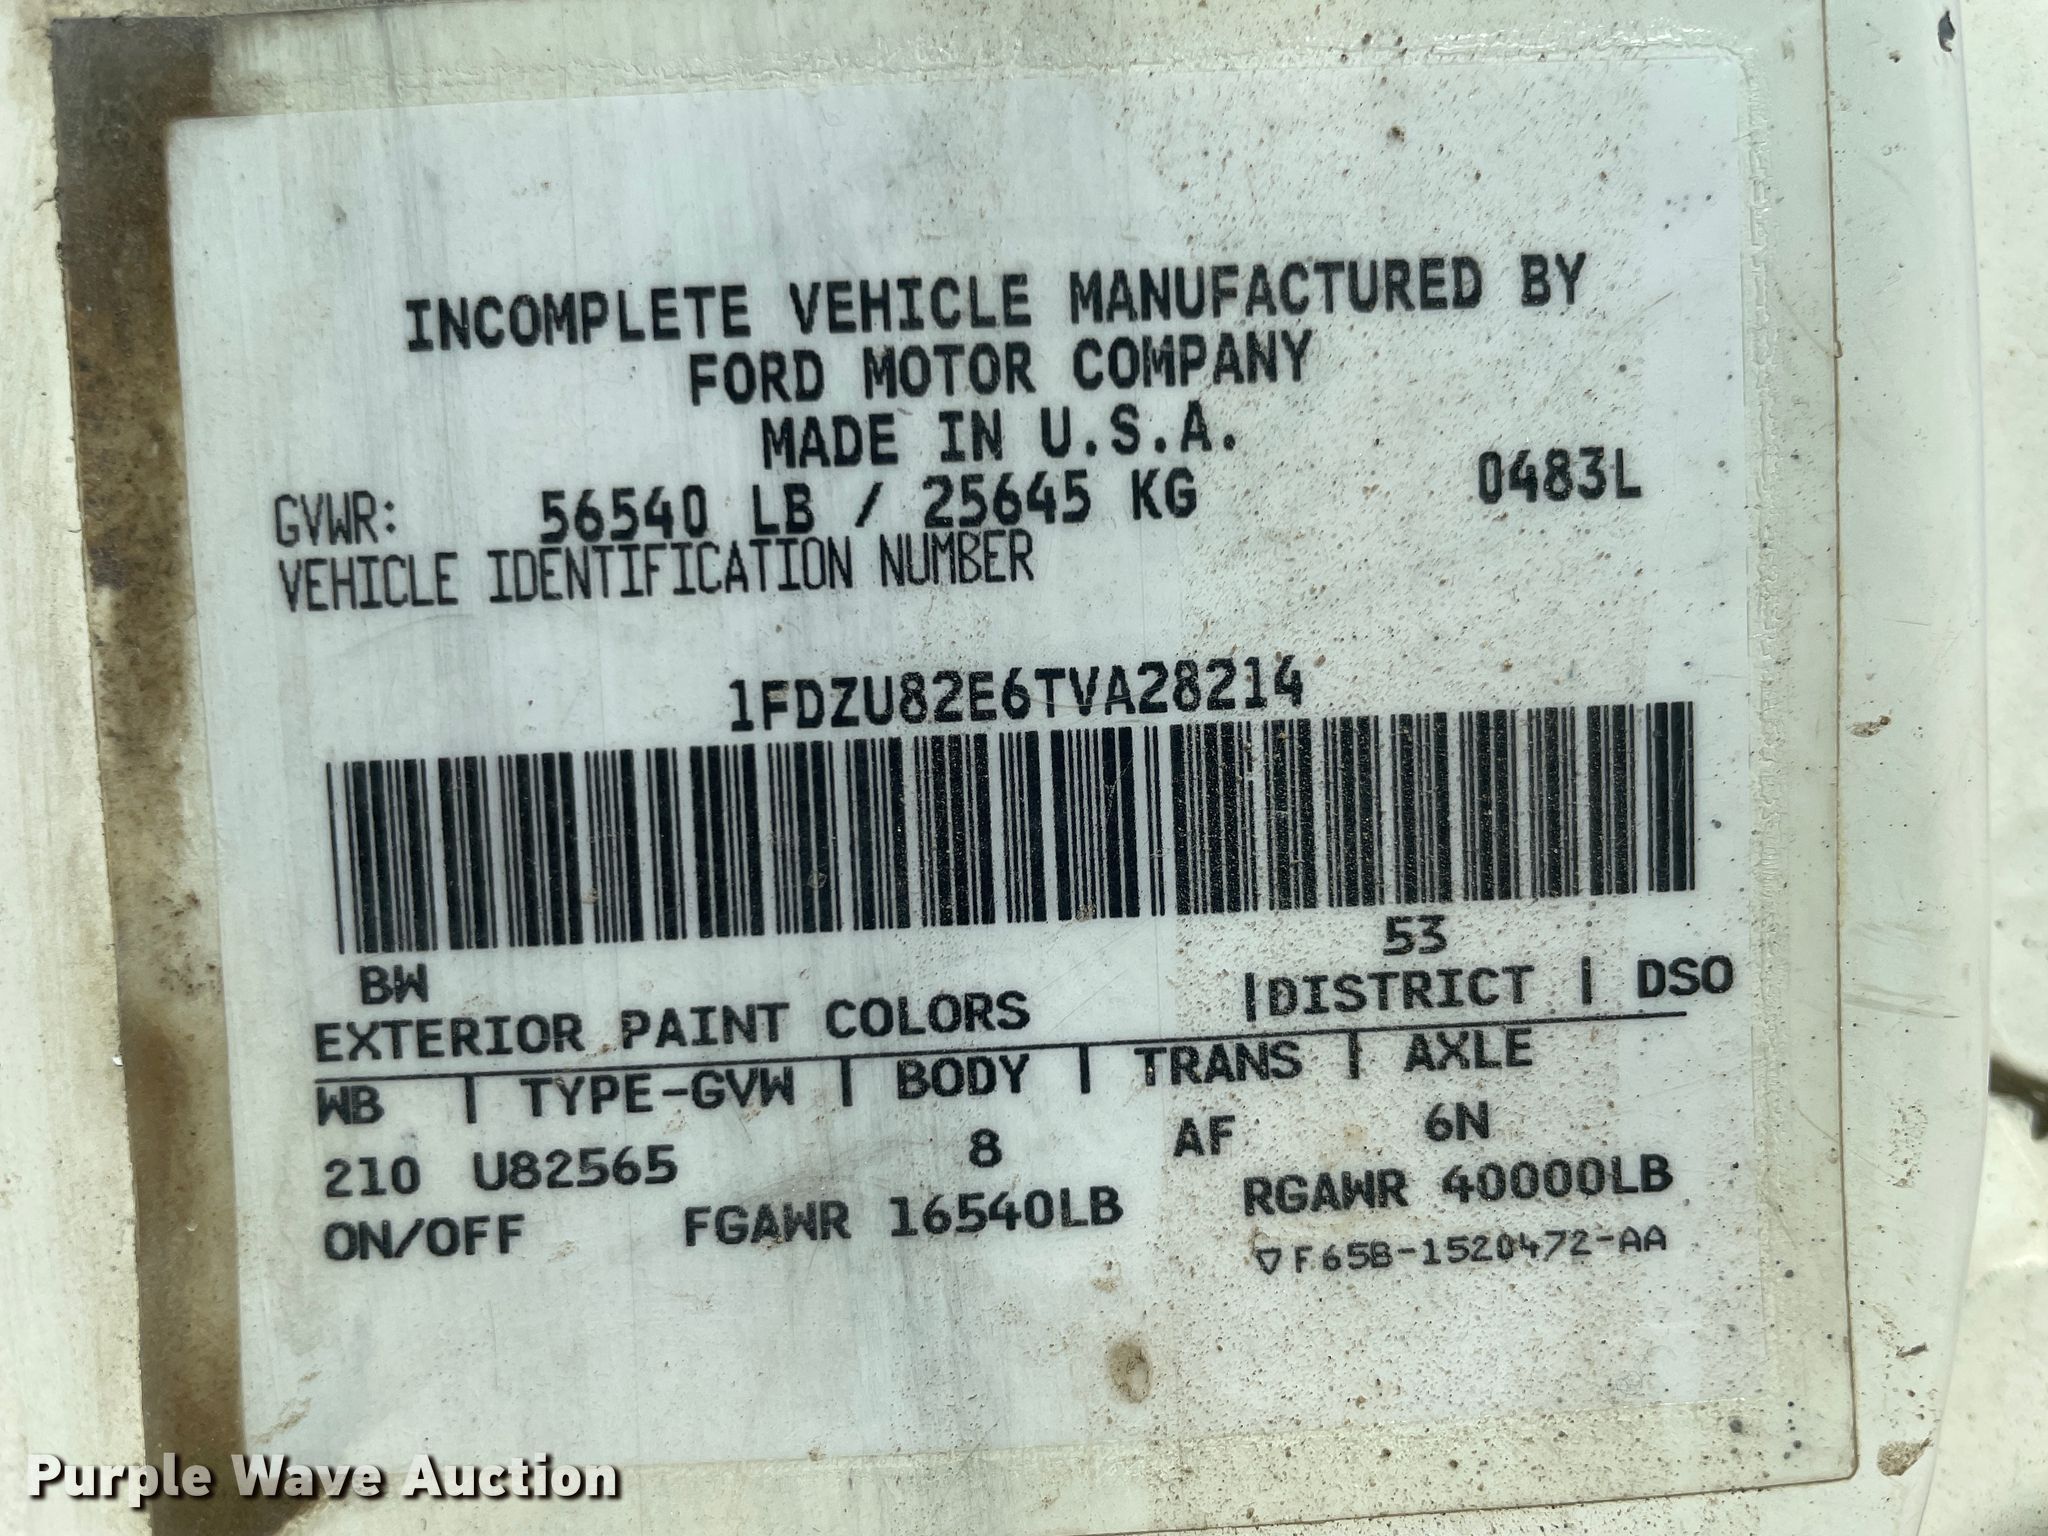 INCOMPLETE VEHICLE MANUFACTURED BY
FORD MOTOR COMPANY
MADE IN U.S.A.
GVWR: 56540 LB / 25645 KG 0483L
VEHICLE IDENTIFICATION NUMBER
1FDZU82E6TVA28214
BW 53
EXTERIOR PAINT COLORS |DISTRICT | DSO
WB | TYPE-GVW | BODY | TRANS | AXLE
210 U82565 8 AF 6N
ON/OFF FGAWR 16540LB RGAWR 40000LB
▽F65B-1520472-AA
Purple Wave Auction